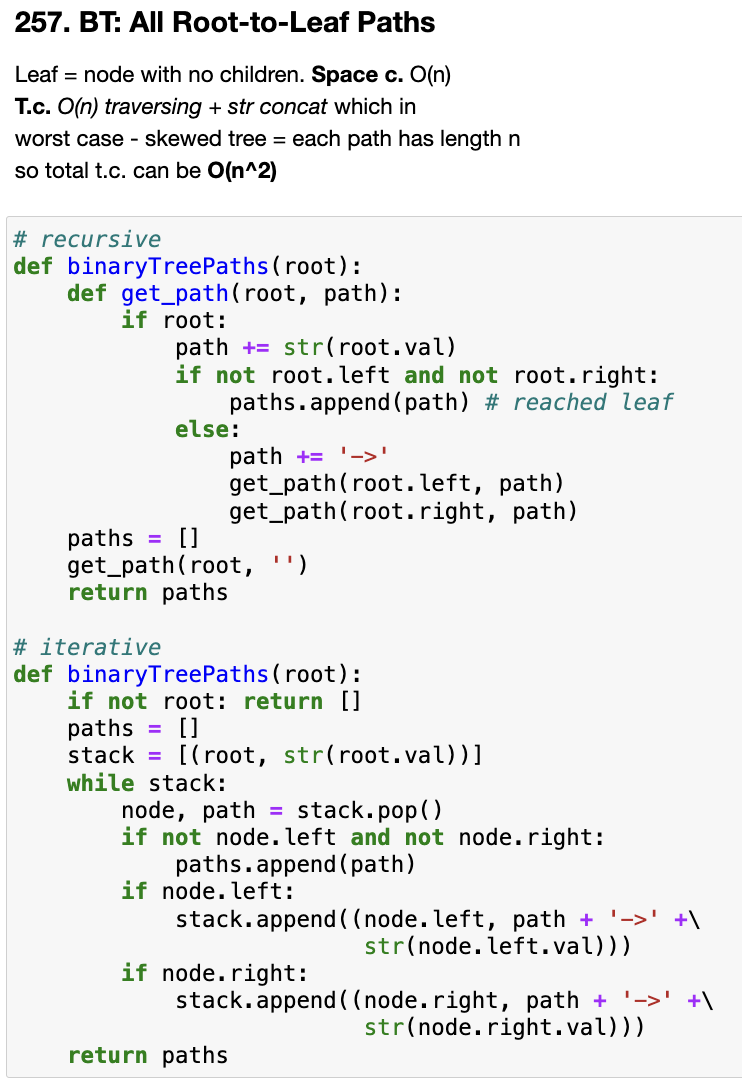 257. BT: All Root-to-Leaf Paths
Leaf = node with no children. Space c. O(n)
T.c. O(n) traversing + str concat which in
worst case - skewed tree = each path has length n
so total t.c. can be O(n^2)
# recursive
def binaryTreePaths(root):
    def get_path(root, path):
        if root:
            path += str(root.val)
            if not root.left and not root.right:
                paths.append(path) # reached leaf
            else:
                path += '->'
                get_path(root.left, path)
                get_path(root.right, path)
    paths = []
    get_path(root, '')
    return paths

# iterative
def binaryTreePaths(root):
    if not root: return []
    paths = []
    stack = [(root, str(root.val))]
    while stack:
        node, path = stack.pop()
        if not node.left and not node.right:
            paths.append(path)
        if node.left:
            stack.append((node.left, path + '->' +\
                          str(node.left.val)))
        if node.right:
            stack.append((node.right, path + '->' +\
                          str(node.right.val)))
    return paths